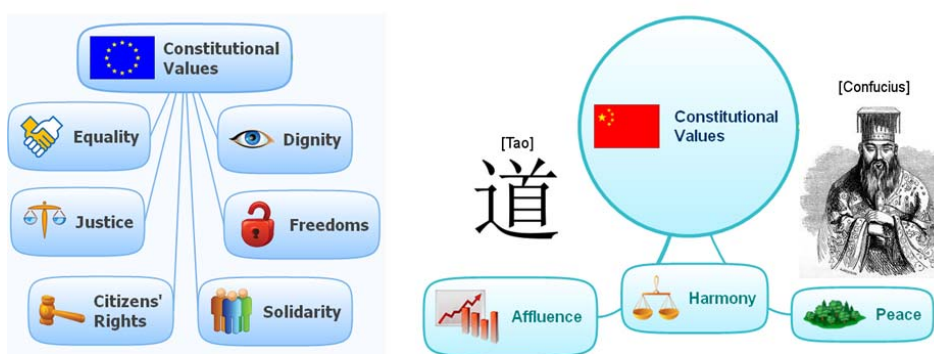 Constitutional
Values
Equality
Dignity
Justice
Freedoms
Citizens'
Rights
Solidarity
[Tao]
道
Constitutional
Values
[Confucius]
Affluence
Harmony
Peace